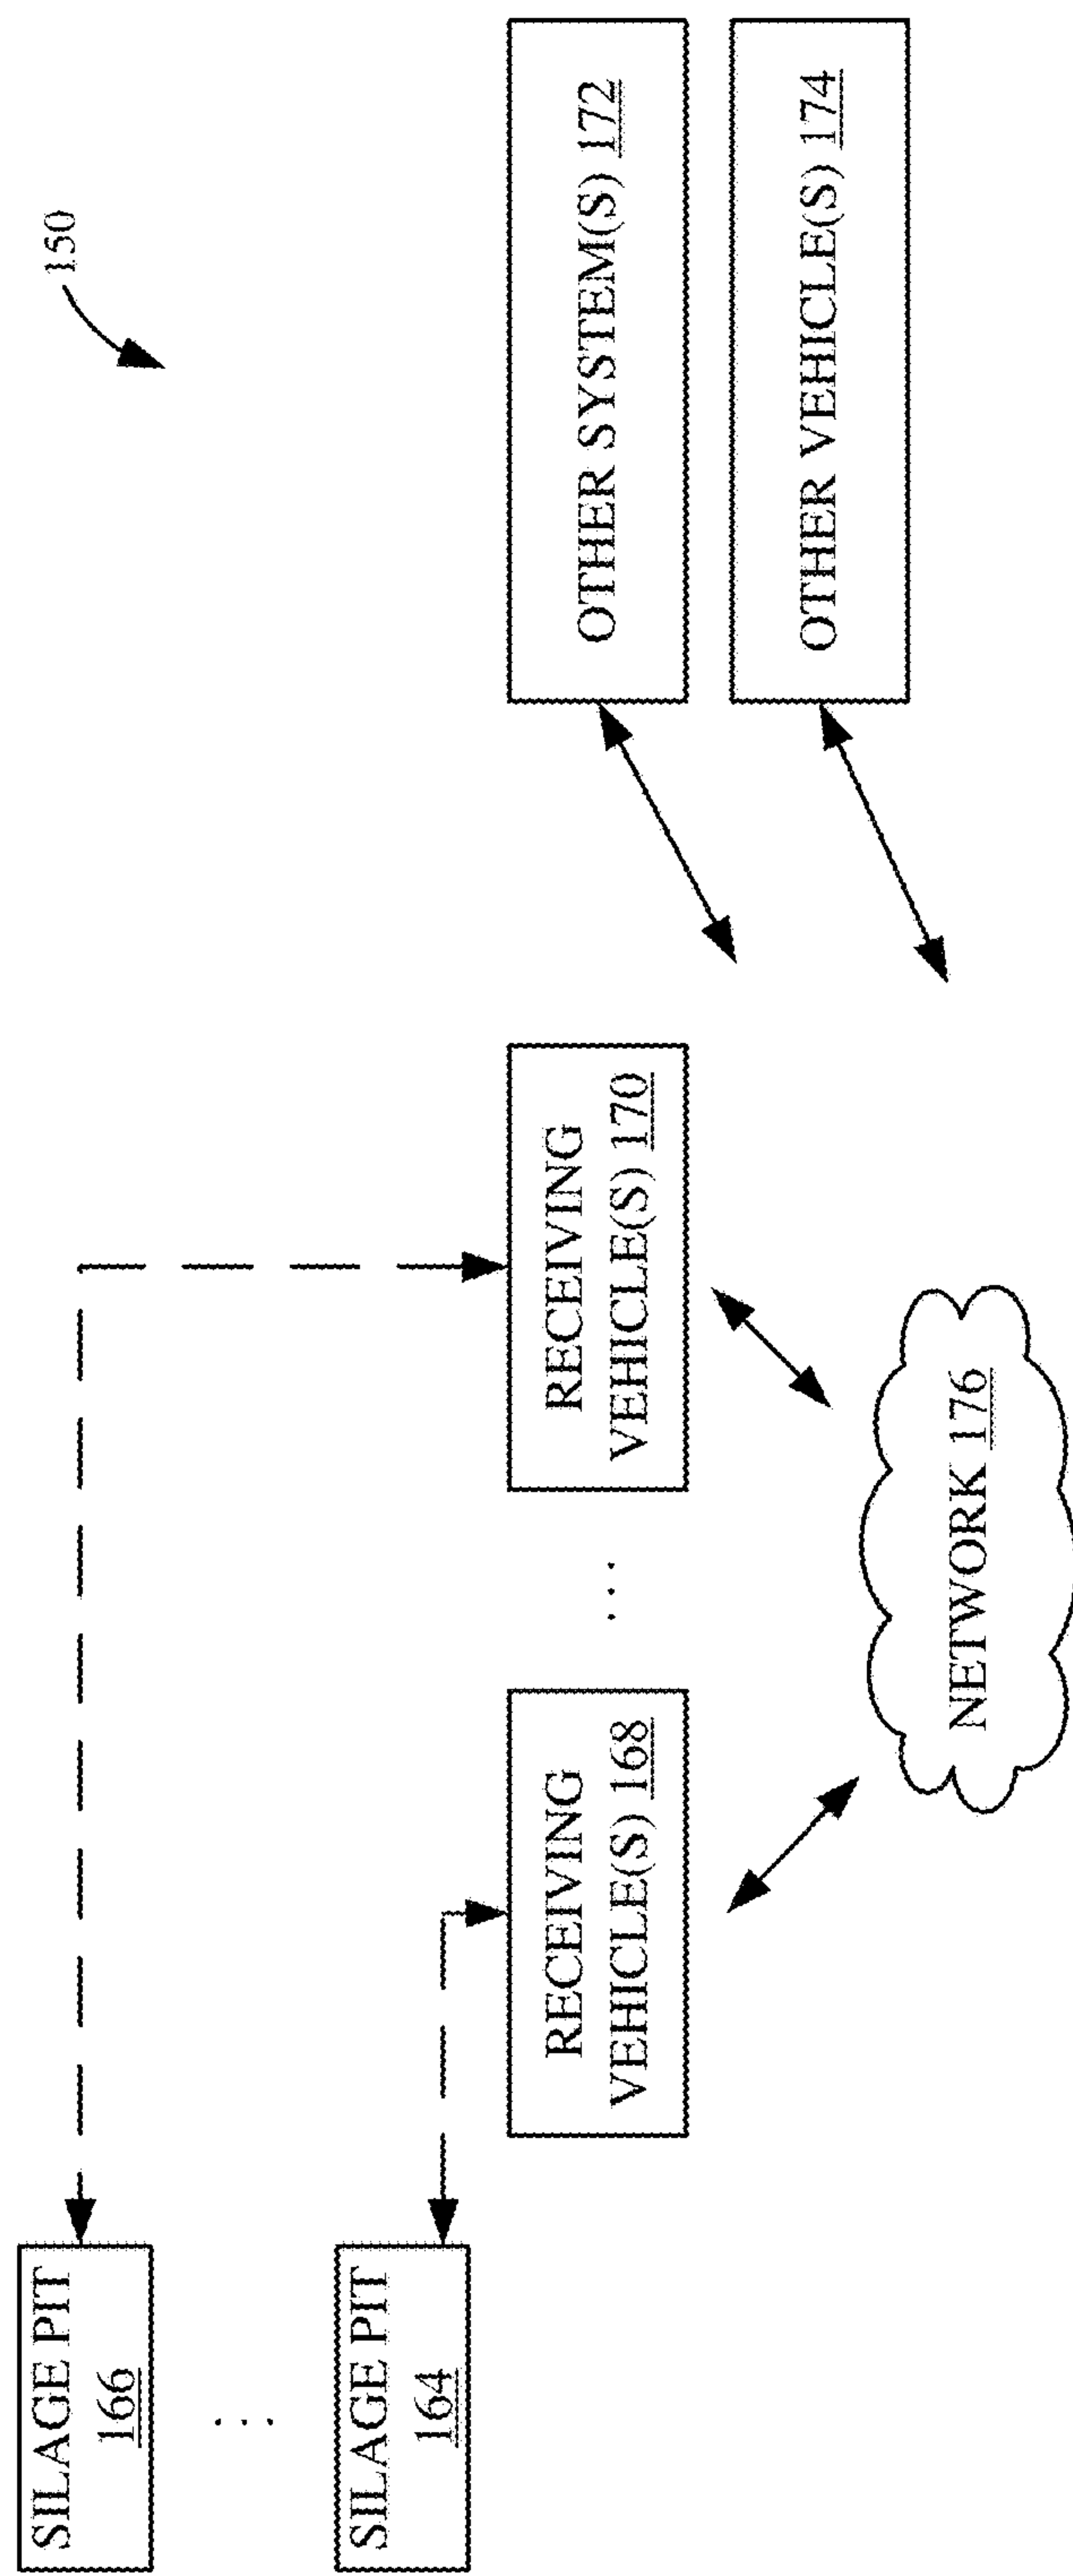 150
SILAGE PIT
166
...
SILAGE PIT
164
RECEIVING
VEHICLE(S) 168
...
RECEIVING
VEHICLE(S) 170
OTHER SYSTEM(S) 172
OTHER VEHICLE(S) 174
NETWORK 176